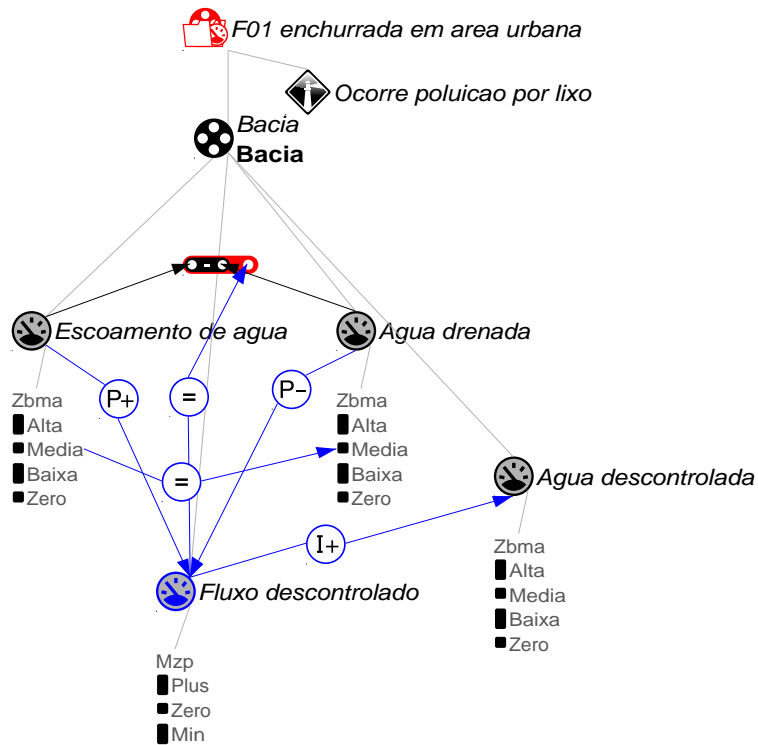 F01 enchurrada em area urbana
Ocorre poluicao por lixo
Bacia
Bacia
-
Escoamento de agua
Agua drenada
P+
=
P-
Zbma
Alta
Media
Baixa
Zero
Zbma
Alta
Media
Baixa
Zero
=
Agua descontrolada
I+
Zbma
Alta
Media
Baixa
Zero
Fluxo descontrolado
Mzp
Plus
Zero
Min